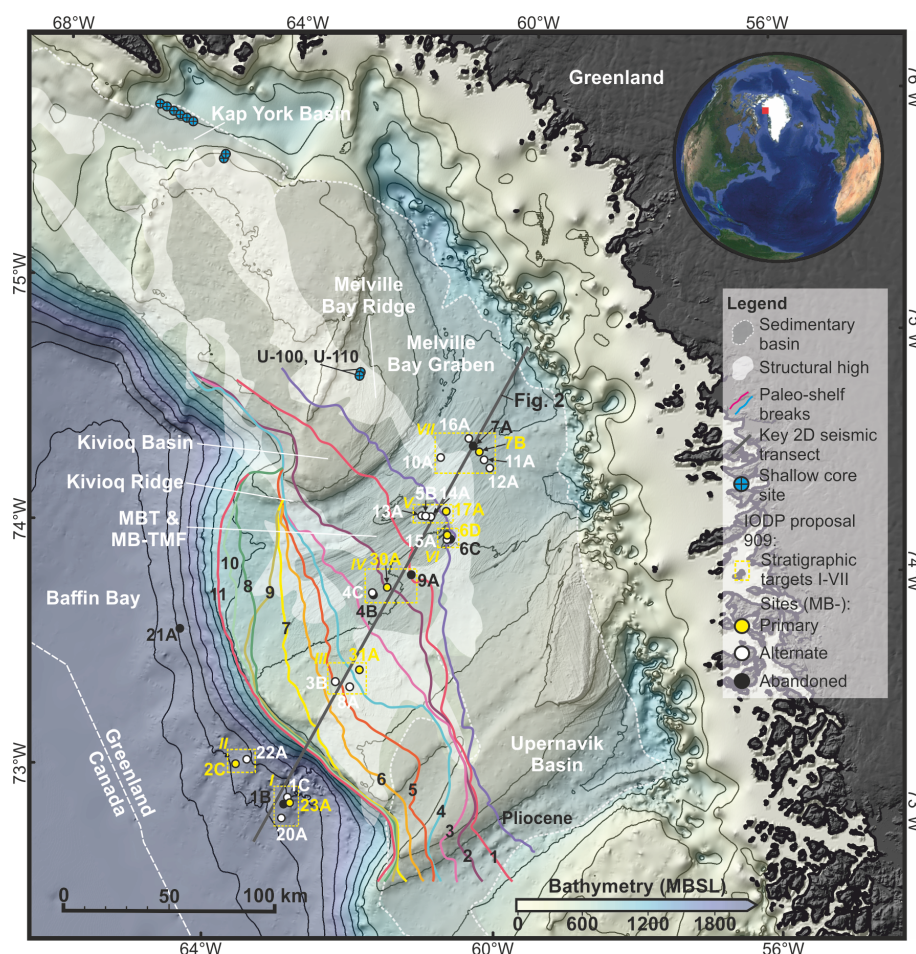 68°W
64°W
60°W
56°W
76°W
Greenland
Kap York Basin
75°W
75°W
Melville
Bay Ridge
Melville
Bay Graben
U-100, U-110
Fig. 2
Legend
Sedimentary
basin
Structural high
Paleo-shelf
breaks
Key 2D seismic
transect
Shallow core
site
IODP proposal
909:
Stratigraphic
targets I-VII
Sites (MB-):
Primary
Alternate
Abandoned
VII
16A
7A
7B
10A
11A
12A
Kivioq Basin
Kivioq Ridge
MBT &
MB-TMF
74°W
74°W
V
5B
14A
17A
13A
15A
6D
6C
VI
IV
30A
9A
4C
4B
10
11
8
9
7
Baffin Bay
21A
III
31A
3B
8A
Greenland
Canada
73°W
73°W
II
22A
2C
I
1C
1B
23A
20A
6
5
4
3
2
1
Upernavik
Basin
Pliocene
0
50
100 km
Bathymetry (MBSL)
0
600
1200
1800
64°W
60°W
56°W